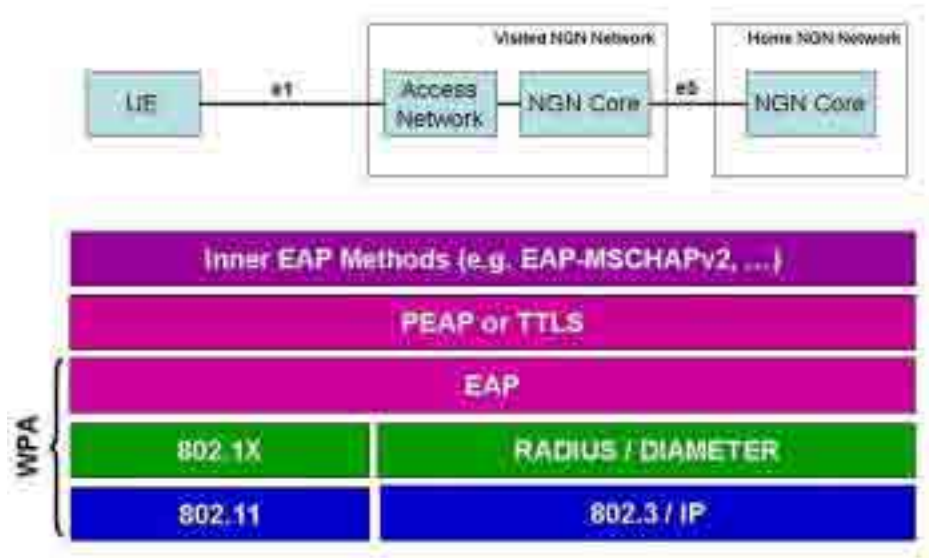 Visited NGN Network
Home NGN Network
UE
e1
Access
Network
NGN Core
e5
NGN Core
Inner EAP Methods (e.g. EAP-MSCHAPv2, ...)
PEAP or TTLS
EAP
WPA
802.1X
RADIUS / DIAMETER
802.11
802.3 / IP